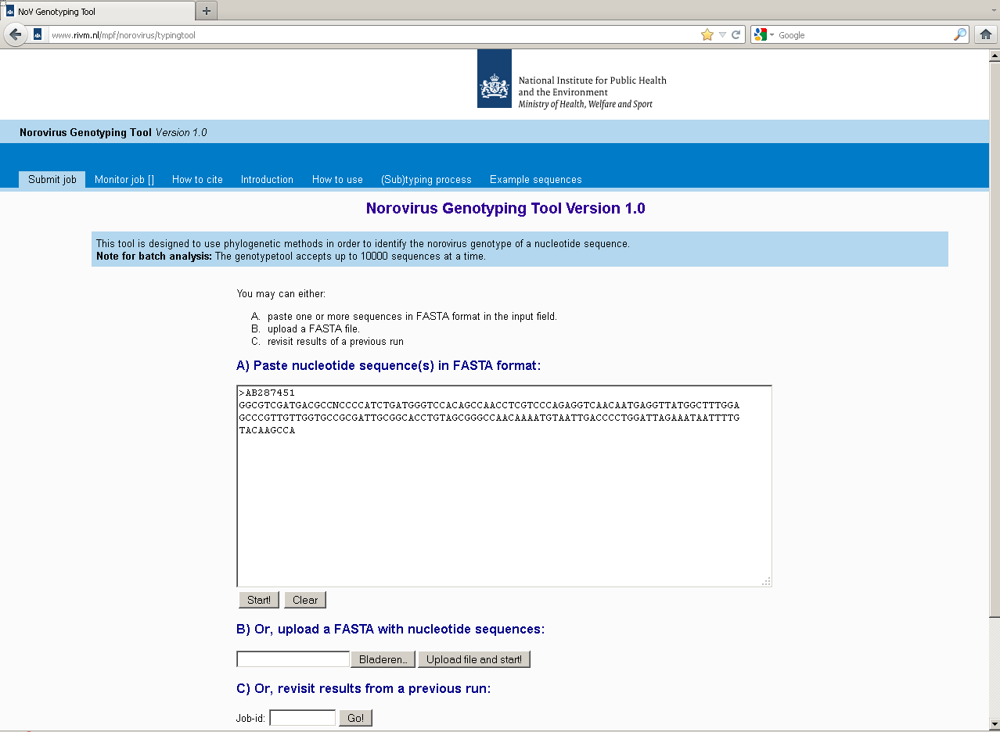 NoV Genotyping Tool
www.rivm.nl/mpf/norovirus/typingtool
Google
National Institute for Public Health
and the Environment
Ministry of Health, Welfare and Sport
Norovirus Genotyping Tool Version 1.0
Submit job Monitor job [] How to cite Introduction How to use (Sub)typing process Example sequences
Norovirus Genotyping Tool Version 1.0
This tool is designed to use phylogenetic methods in order to identify the norovirus genotype of a nucleotide sequence.
Note for batch analysis: The genotypetool accepts up to 10000 sequences at a time.
You may can either:
A. paste one or more sequences in FASTA format in the input field.
B. upload a FASTA file.
C. revisit results of a previous run
A) Paste nucleotide sequence(s) in FASTA format:
>AB287451
GGCGTCGATGACGCCNCCCCATCTGATGGGTCCACAGCCAACCTCGTCCCAGAGGTCAACAATGAGGTTATGGCTTTGGA
GCCCGTTGTTGGTGCCGCGATTGCGGCACCTGTAGCGGGCCAACAAAATGTAATTGACCCCTGGATTAGAAATAATTTTG
TACAAGCCA
Start! Clear
B) Or, upload a FASTA with nucleotide sequences:
Bladeren... Upload file and start!
C) Or, revisit results from a previous run:
Job-id: Go!